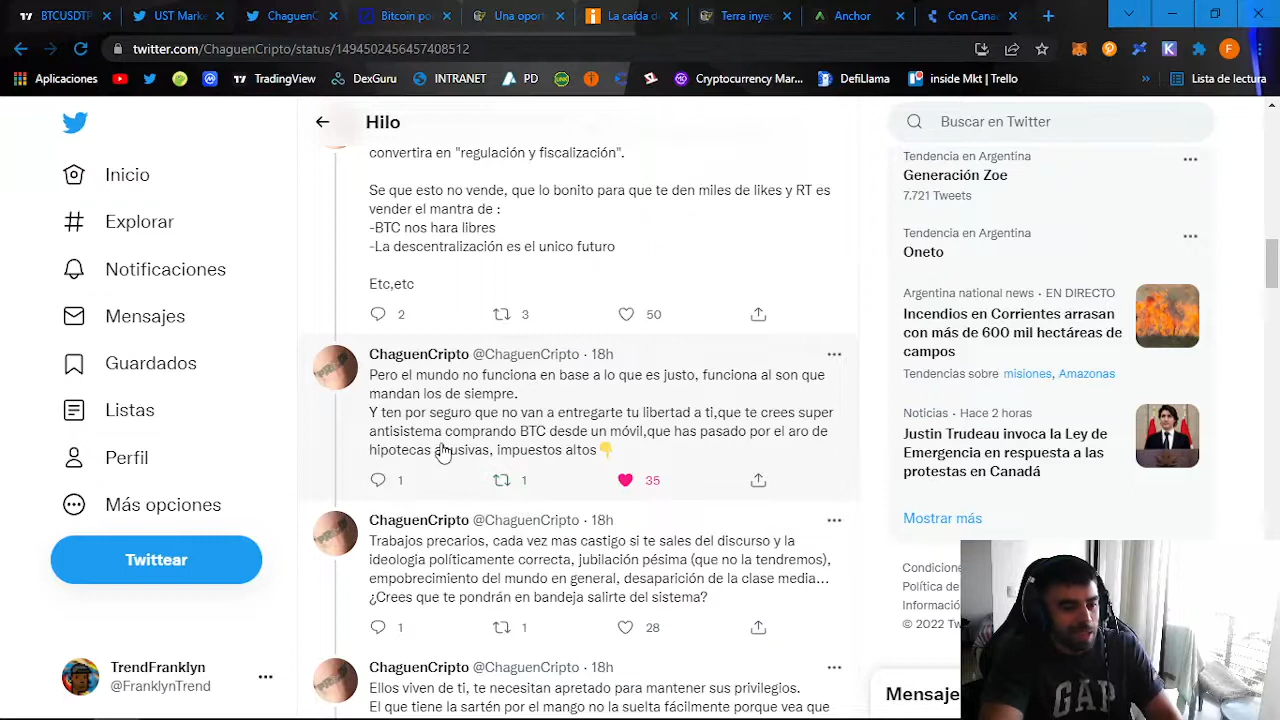 BTCUSDTP
UST Marke
ChaguenC
Bitcoin po
Una oport
La caída d
Terra inye
Anchor
Con Cana
twitter.com/ChaguenCripto/status/1494502456457408512
K
F
Aplicaciones
TradingView
DexGuru
INTRANET
PD
Cryptocurrency Mar...
DefiLlama
inside Mkt | Trello
»
Lista de lectura
Inicio
Explorar
Notificaciones
Mensajes
Guardados
Listas
Perfil
Más opciones
Twittear
TrendFranklyn
@FranklynTrend
Hilo
convertira en "regulación y fiscalización".
Se que esto no vende, que lo bonito para que te den miles de likes y RT es
vender el mantra de :
-BTC nos hara libres
-La descentralización es el unico futuro
Etc,etc
2 3 50
ChaguenCripto @ChaguenCripto · 18h
Pero el mundo no funciona en base a lo que es justo, funciona al son que
mandan los de siempre.
Y ten por seguro que no van a entregarte tu libertad a ti,que te crees super
antisistema comprando BTC desde un móvil,que has pasado por el aro de
hipotecas abusivas, impuestos altos👇
1 1 35
ChaguenCripto @ChaguenCripto · 18h
Trabajos precarios, cada vez mas castigo si te sales del discurso y la
ideologia políticamente correcta, jubilación pésima (que no la tendremos),
empobrecimiento del mundo en general, desaparición de la clase media...
¿Crees que te pondrán en bandeja salirte del sistema?
1 1 28
ChaguenCripto @ChaguenCripto · 18h
Ellos viven de ti, te necesitan apretado para mantener sus privilegios.
El que tiene la sartén por el mango no la suelta fácilmente porque vea que
Buscar en Twitter
Tendencia en Argentina
Generación Zoe
7.721 Tweets
Tendencia en Argentina
Oneto
Argentina national news · EN DIRECTO
Incendios en Corrientes arrasan
con más de 600 mil hectáreas de
campos
Tendencias sobre misiones, Amazonas
Noticias · Hace 2 horas
Justin Trudeau invoca la Ley de
Emergencia en respuesta a las
protestas en Canadá
Mostrar más
Condicion
Política de
Informació
© 2022 Tw
Mensaje
GAP